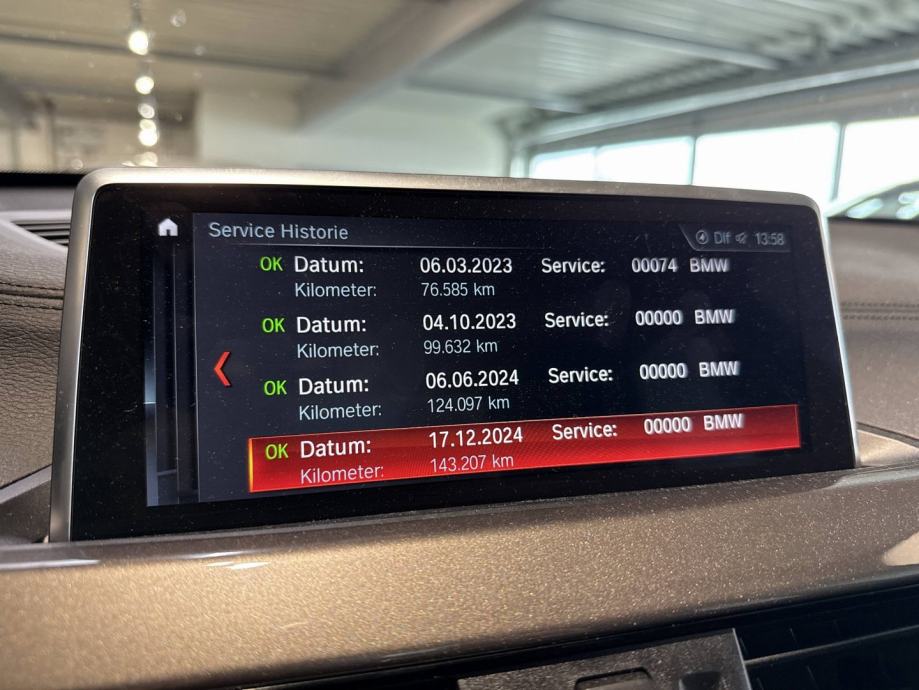 Service Historie
Dif 13:58
OK Datum: 06.03.2023 Service: 00074 BMW
Kilometer: 76.585 km
OK Datum: 04.10.2023 Service: 00000 BMW
Kilometer: 99.632 km
OK Datum: 06.06.2024 Service: 00000 BMW
Kilometer: 124.097 km
OK Datum: 17.12.2024 Service: 00000 BMW
Kilometer: 143.207 km